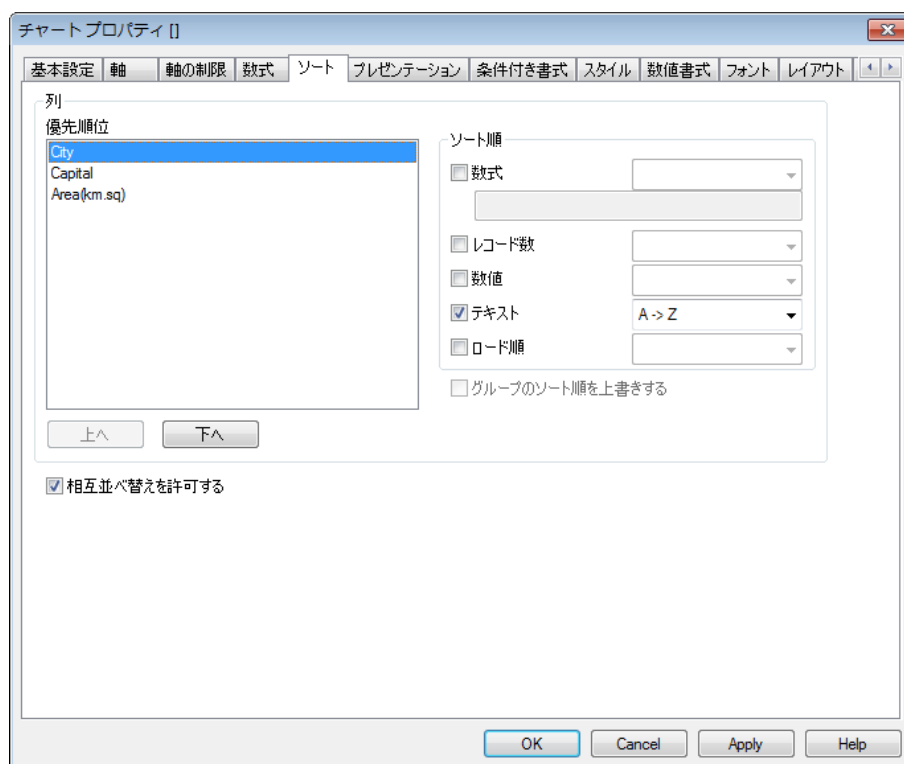 チャート プロパティ []
基本設定 軸 軸の制限 数式 ソート プレゼンテーション 条件付き書式 スタイル 数値書式 フォント レイアウト
列
優先順位
City
Capital
Area(km.sq)
上へ 下へ
ソート順
数式
レコード数
数値
テキスト A -> Z
ロード順
グループのソート順を上書きする
相互並べ替えを許可する
OK Cancel Apply Help